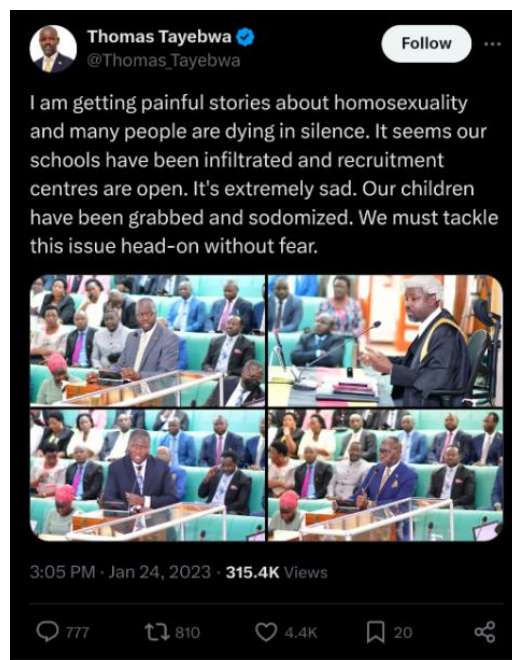 Thomas Tayebwa
@Thomas_Tayebwa
Follow
I am getting painful stories about homosexuality
and many people are dying in silence. It seems our
schools have been infiltrated and recruitment
centres are open. It's extremely sad. Our children
have been grabbed and sodomized. We must tackle
this issue head-on without fear.
3:05 PM · Jan 24, 2023 · 315.4K Views
777
810
4.4K
20